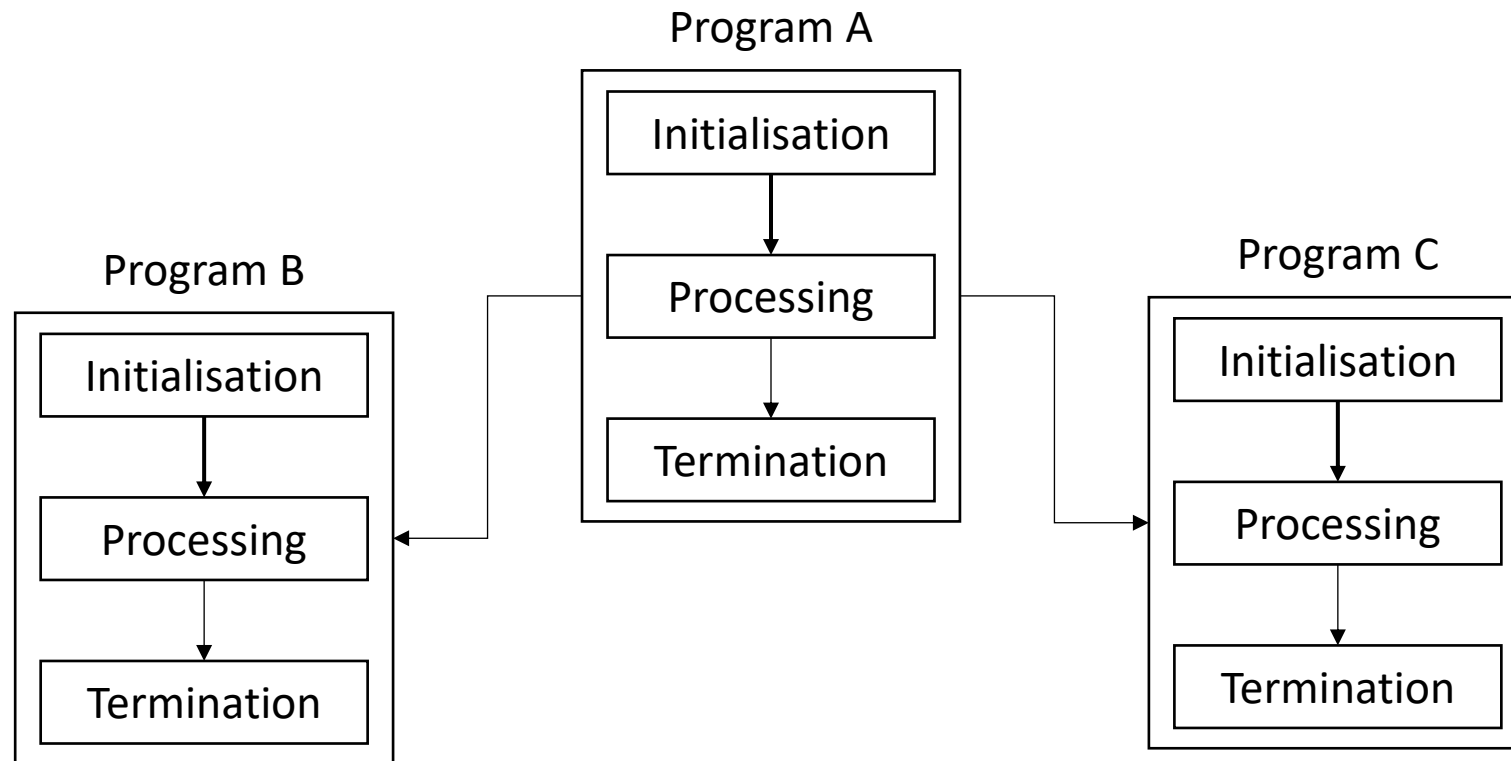 Program A
Initialisation
Processing
Termination
Program B
Initialisation
Processing
Termination
Program C
Initialisation
Processing
Termination